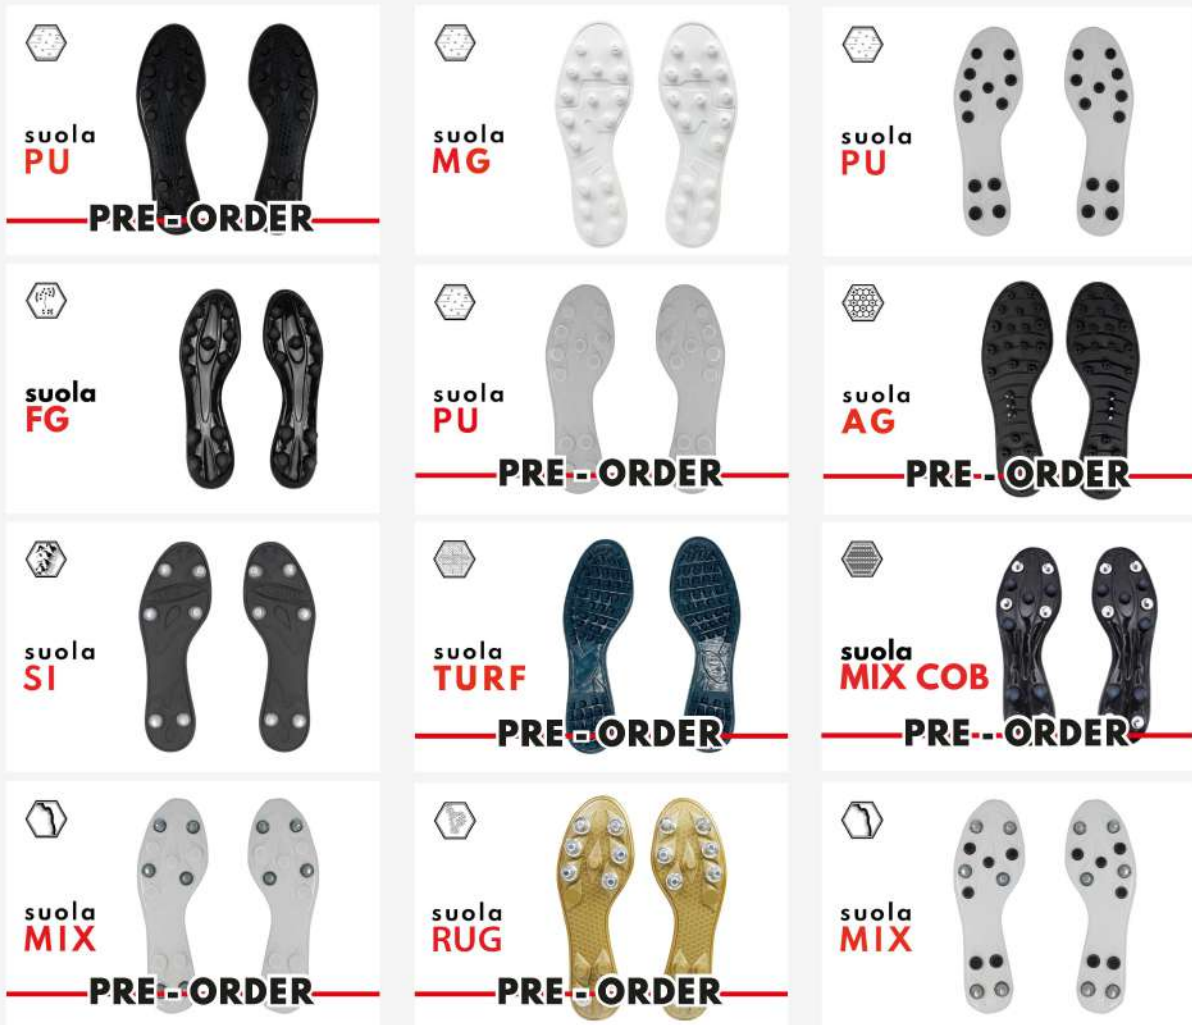 suola
PU
PRE-ORDER
suola
MG
suola
PU
suola
FG
suola
PU
PRE - ORDER
suola
AG
PRE - ORDER
suola
SI
suola
TURF
PRE-ORDER
suola
MIX COB
PRE - ORDER
suola
MIX
PRE-ORDER
suola
RUG
PRE-ORDER
suola
MIX